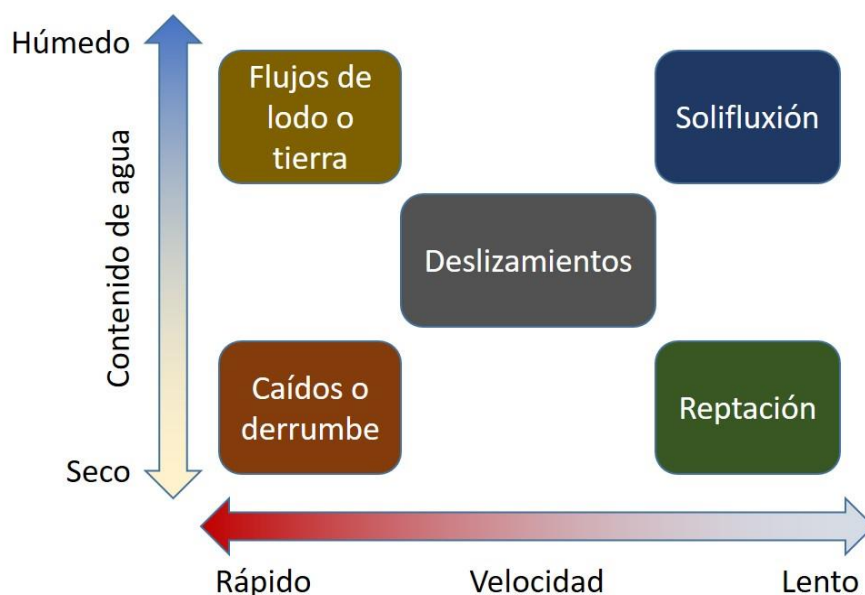 Húmedo
Flujos de
lodo o
tierra
Solifluxión
Contenido de agua
Deslizamientos
Caídos o
derrumbe
Reptación
Seco
Rápido
Velocidad
Lento